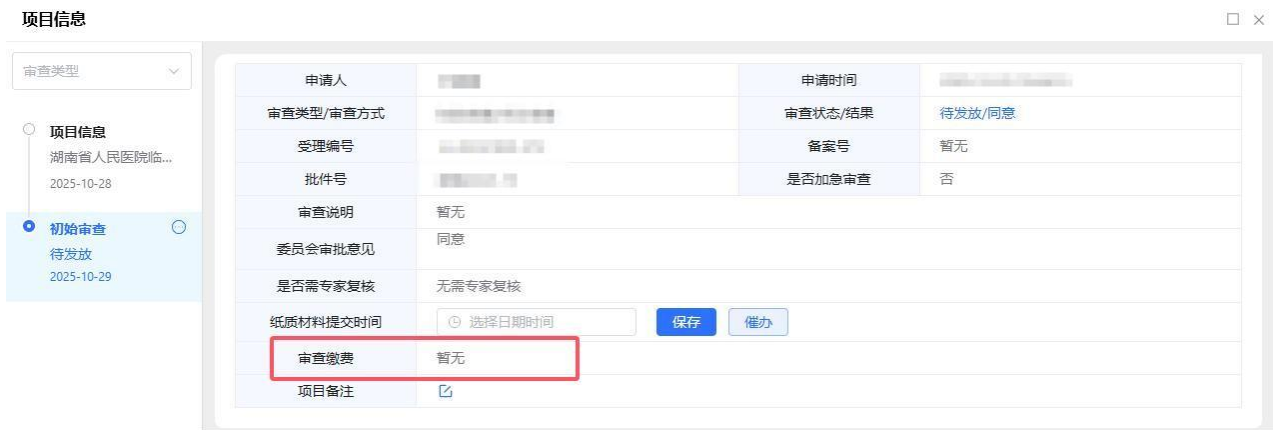 项目信息
审查类型
项目信息
湖南省人民医院临...
2025-10-28
初始审查
待发放
2025-10-29
申请人
申请时间
审查类型/审查方式
审查状态/结果 待发放/同意
受理编号
备案号 暂无
批件号
是否加急审查 否
审查说明 暂无
委员会审批意见 同意
是否需专家复核 无需专家复核
纸质材料提交时间 选择日期时间 保存 催办
审查缴费 暂无
项目备注